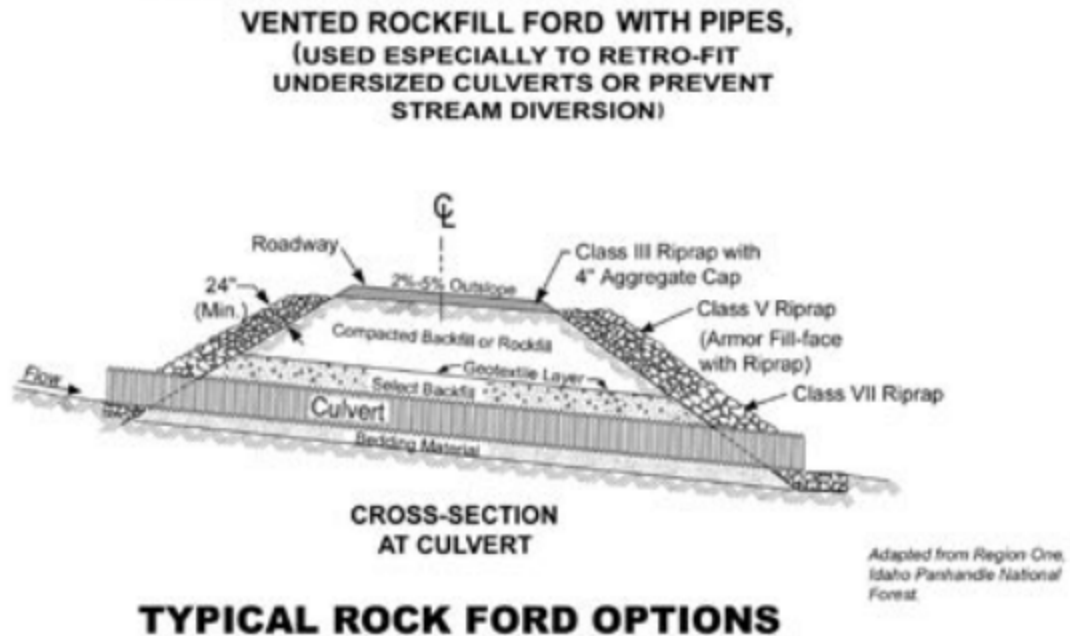 VENTED ROCKFILL FORD WITH PIPES,
(USED ESPECIALLY TO RETRO-FIT
UNDERSIZED CULVERTS OR PREVENT
STREAM DIVERSION)
℄
Roadway
Class III Riprap with
4" Aggregate Cap
2%-5% Outslope
24"
(Min.)
Class V Riprap
(Armor Fill-face
with Riprap)
Compacted Backfill or Rockfill
Geotextile Layer
Flow
Select Backfill
Class VII Riprap
Culvert
Bedding Material
CROSS-SECTION
AT CULVERT
Adapted from Region One,
Idaho Panhandle National
Forest.
TYPICAL ROCK FORD OPTIONS